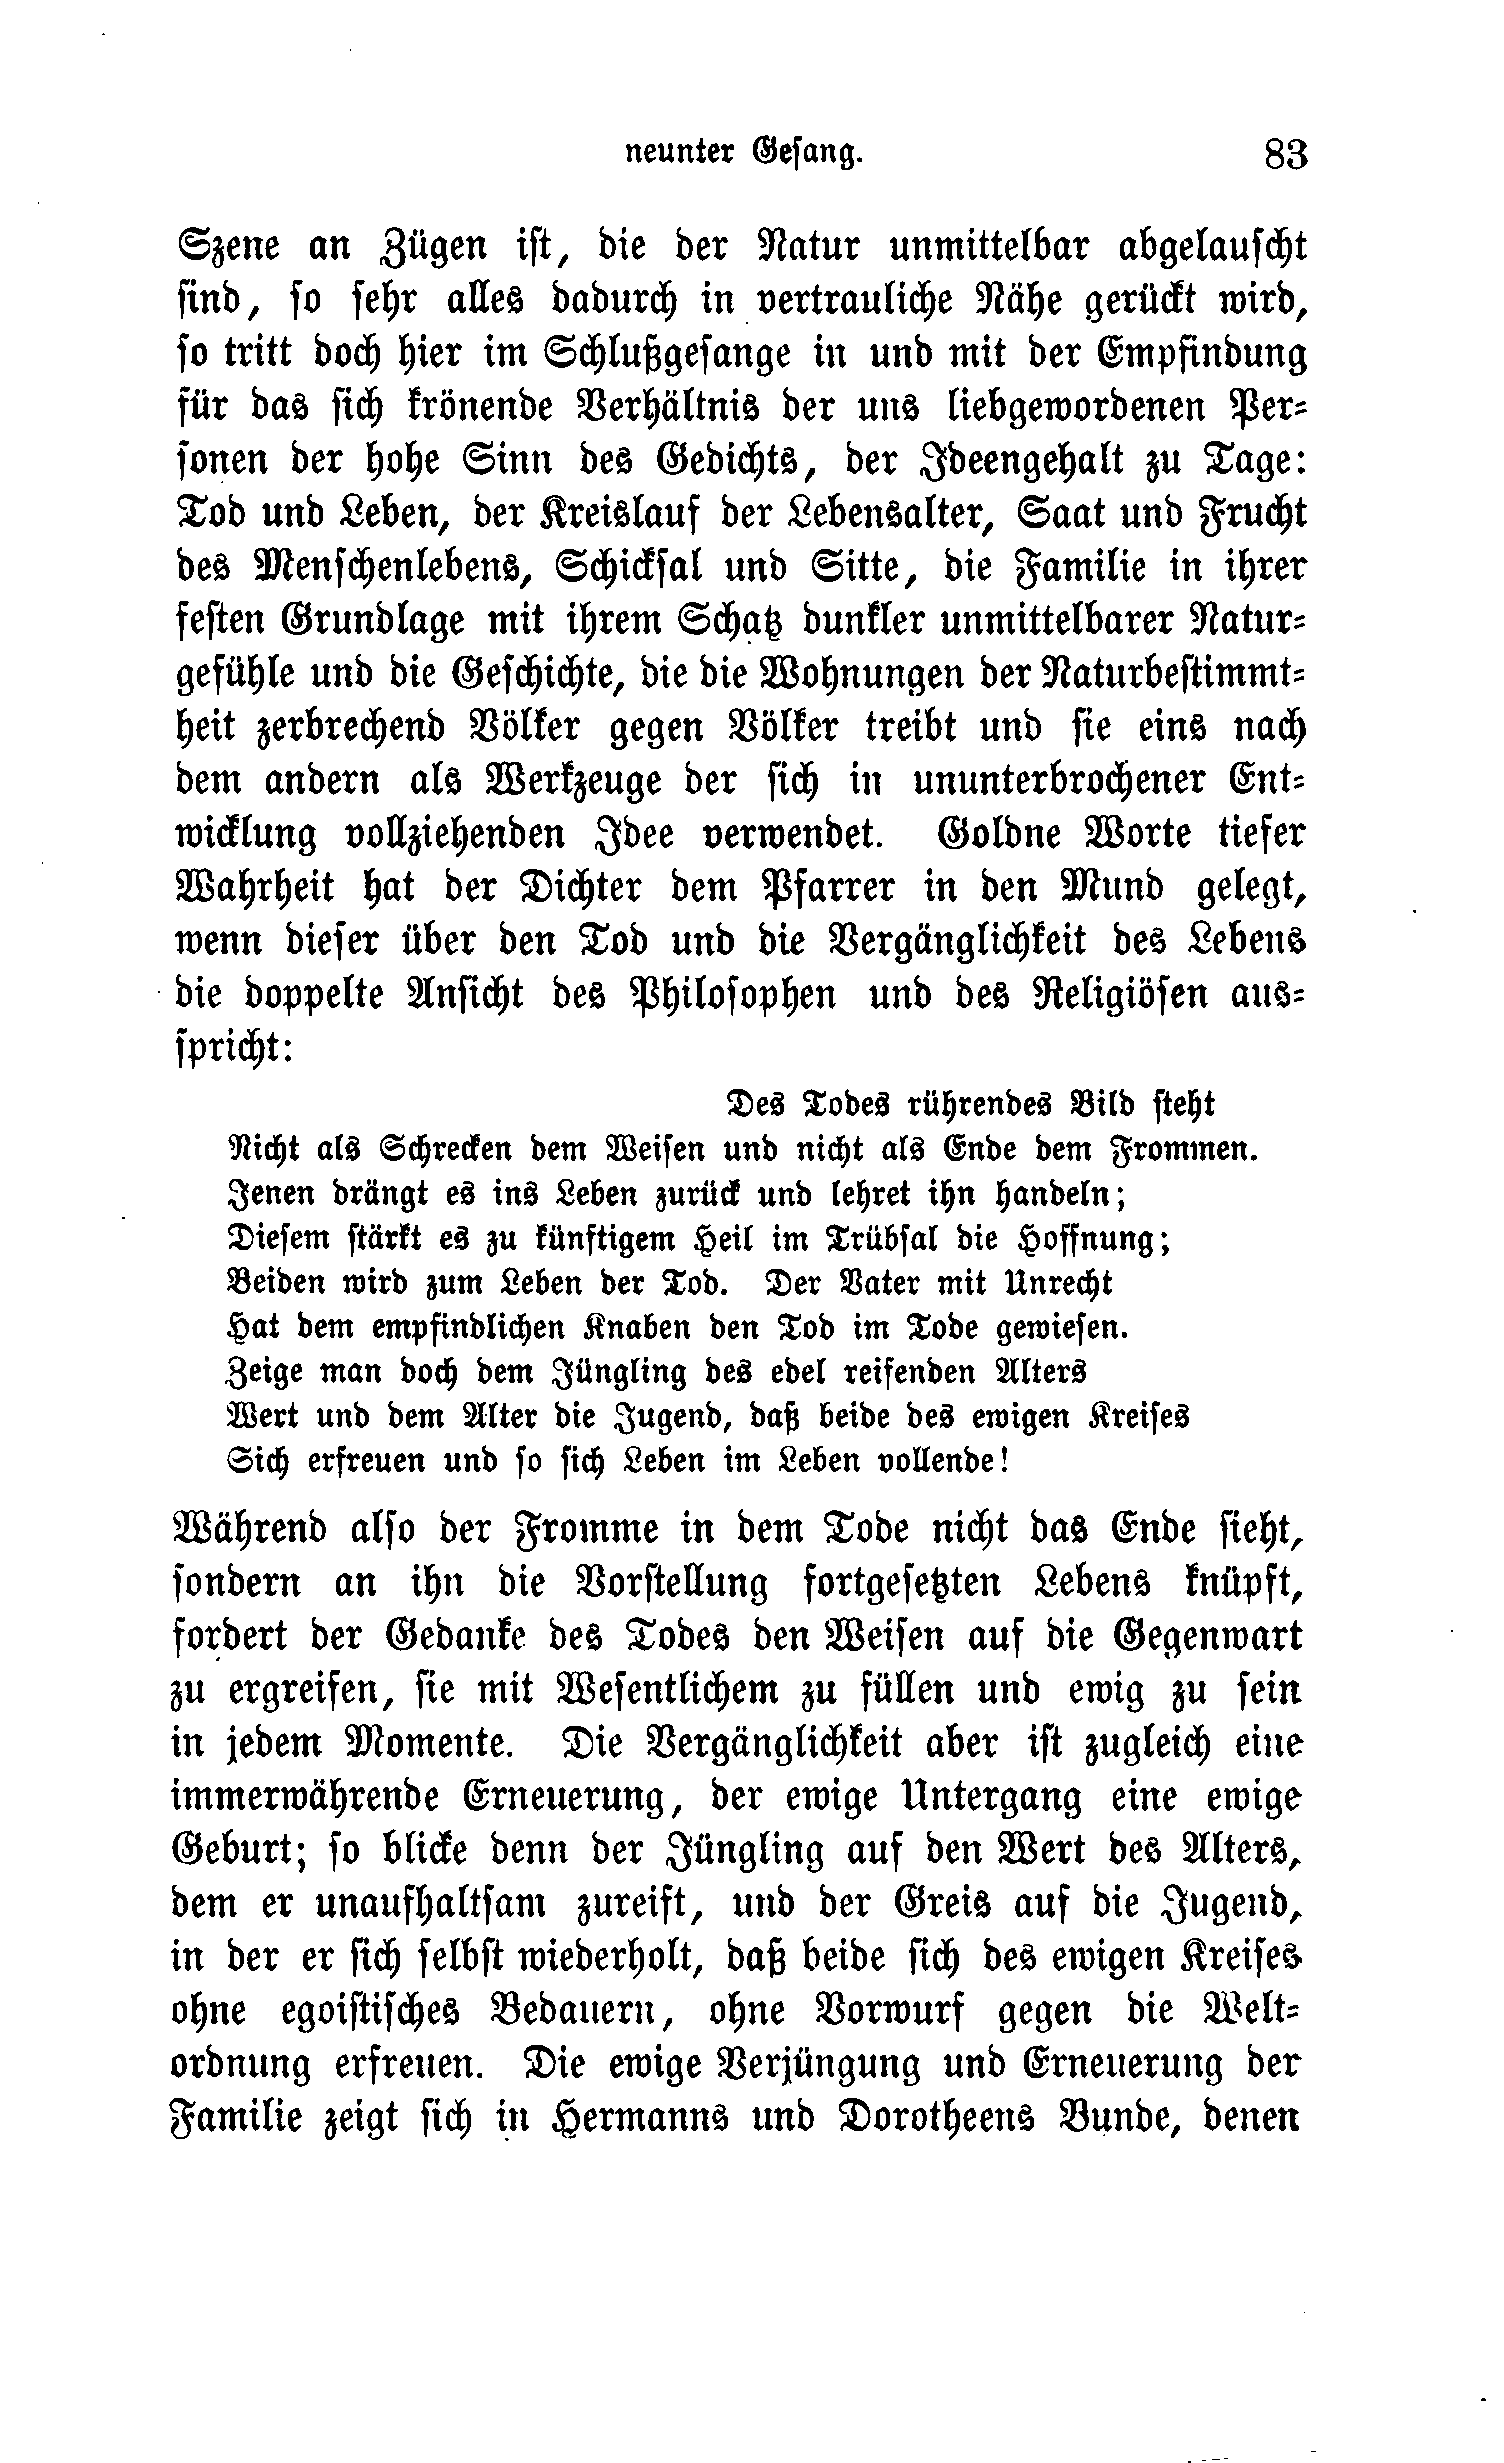 neunter Gesang. 83
Szene an Zügen ist, die der Natur unmittelbar abgelauscht
sind, so sehr alles dadurch in vertrauliche Nähe gerückt wird,
so tritt doch hier im Schlußgesange in und mit der Empfindung
für das sich krönende Verhältnis der uns liebgewordenen Per-
sonen der hohe Sinn des Gedichts, der Ideengehalt zu Tage:
Tod und Leben, der Kreislauf der Lebensalter, Saat und Frucht
des Menschenlebens, Schicksal und Sitte, die Familie in ihrer
festen Grundlage mit ihrem Schatz dunkler unmittelbarer Natur-
gefühle und die Geschichte, die die Wohnungen der Naturbestimmt-
heit zerbrechend Völker gegen Völker treibt und sie eins nach
dem andern als Werkzeuge der sich in ununterbrochener Ent-
wicklung vollziehenden Idee verwendet. Goldne Worte tiefer
Wahrheit hat der Dichter dem Pfarrer in den Mund gelegt,
wenn dieser über den Tod und die Vergänglichkeit des Lebens
die doppelte Ansicht des Philosophen und des Religiösen aus-
spricht:
Des Todes rührendes Bild steht
Nicht als Schrecken dem Weisen und nicht als Ende dem Frommen.
Jenen drängt es ins Leben zurück und lehret ihn handeln;
Diesem stärkt es zu künftigem Heil im Trübsal die Hoffnung;
Beiden wird zum Leben der Tod. Der Vater mit Unrecht
Hat dem empfindlichen Knaben den Tod im Tode gewiesen.
Zeige man doch dem Jüngling des edel reifenden Alters
Wert und dem Alter die Jugend, daß beide des ewigen Kreises
Sich erfreuen und so sich Leben im Leben vollende!
Während also der Fromme in dem Tode nicht das Ende sieht,
sondern an ihn die Vorstellung fortgesetzten Lebens knüpft,
fordert der Gedanke des Todes den Weisen auf die Gegenwart
zu ergreifen, sie mit Wesentlichem zu füllen und ewig zu sein
in jedem Momente. Die Vergänglichkeit aber ist zugleich eine
immerwährende Erneuerung, der ewige Untergang eine ewige
Geburt; so blicke denn der Jüngling auf den Wert des Alters,
dem er unaufhaltsam zureift, und der Greis auf die Jugend,
in der er sich selbst wiederholt, daß beide sich des ewigen Kreises
ohne egoistisches Bedauern, ohne Vorwurf gegen die Welt-
ordnung erfreuen. Die ewige Verjüngung und Erneuerung der
Familie zeigt sich in Hermanns und Dorotheens Bunde, denen